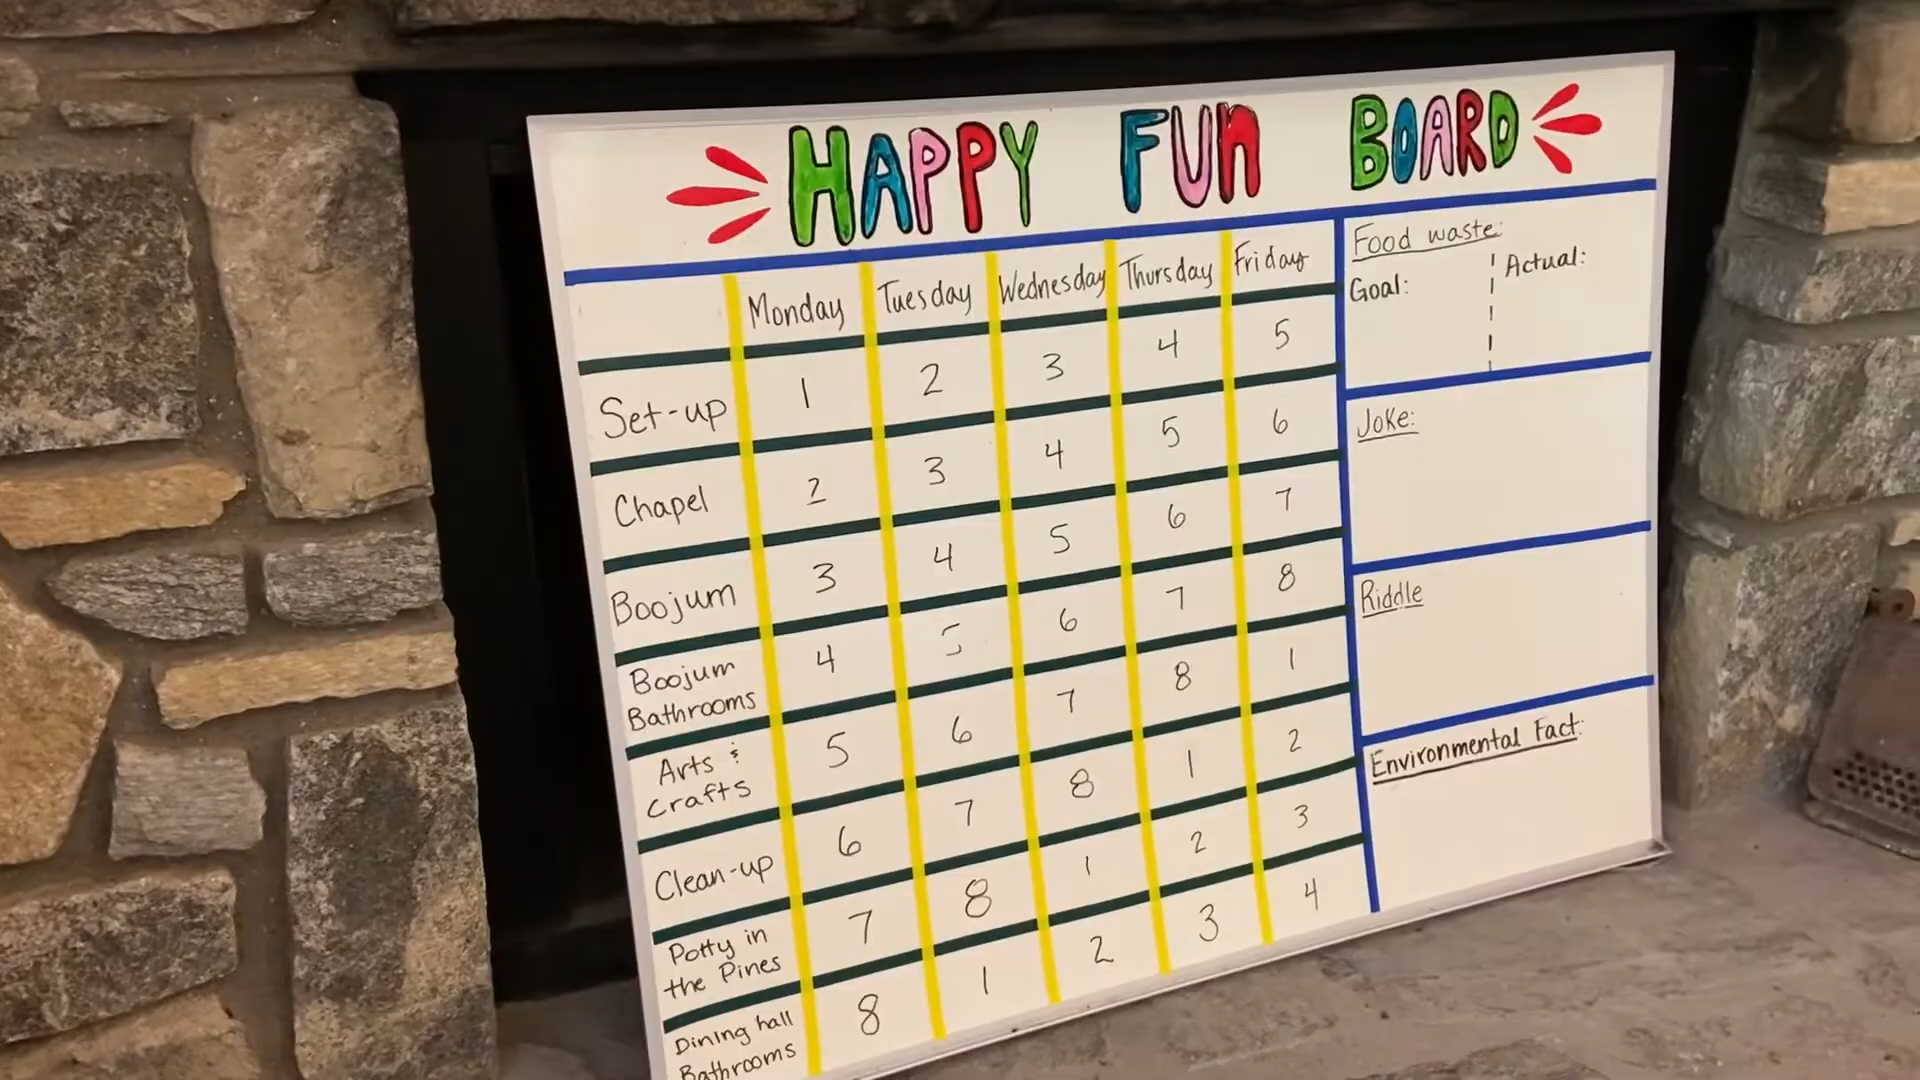 HAPPY FUN BOARD
Monday Tuesday Wednesday Thursday Friday
Set-up 1 2 3 4 5
Chapel 2 3 4 5 6
Boojum 3 4 5 6 7
Boojum
Bathrooms 4 5 6 7 8
Arts &
Crafts 5 6 7 8 1
Clean-up 6 7 8 1 2
Potty in
the Pines 7 8 1 2 3
Dining hall
Bathrooms 8 1 2 3 4
Food waste:
Goal: Actual:
Joke:
Riddle
Environmental Fact: